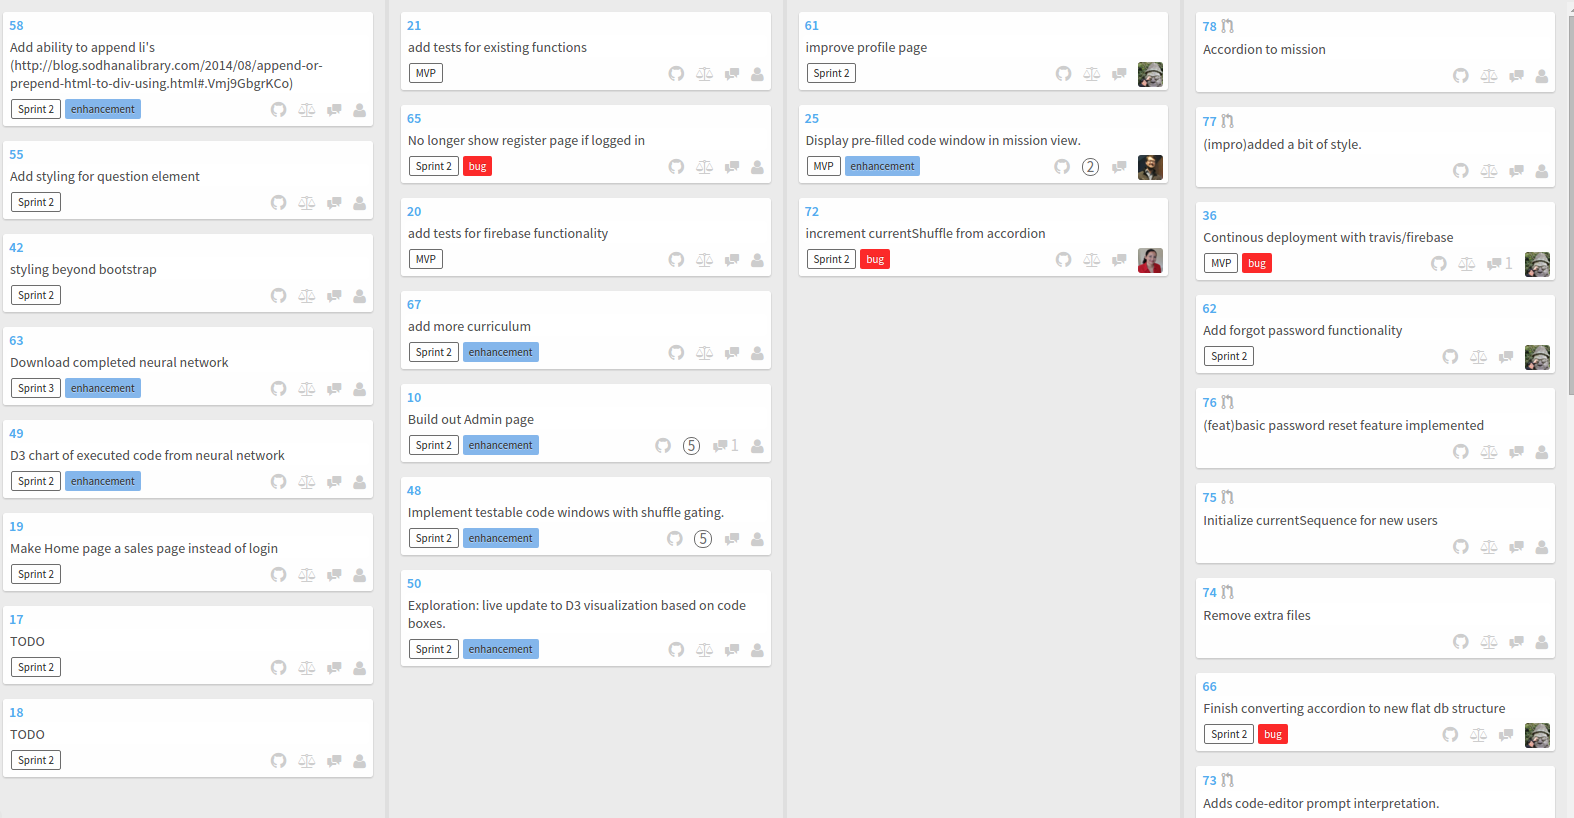 58
Add ability to append li's
(http://blog.sodhanalibrary.com/2014/08/append-or-
prepend-html-to-div-using.html#.Vmj9GbgrKCo)
Sprint 2 enhancement
55
Add styling for question element
Sprint 2
42
styling beyond bootstrap
Sprint 2
63
Download completed neural network
Sprint 3 enhancement
49
D3 chart of executed code from neural network
Sprint 2 enhancement
19
Make Home page a sales page instead of login
Sprint 2
17
TODO
Sprint 2
18
TODO
Sprint 2
21
add tests for existing functions
MVP
65
No longer show register page if logged in
Sprint 2 bug
20
add tests for firebase functionality
MVP
67
add more curriculum
Sprint 2 enhancement
10
Build out Admin page
Sprint 2 enhancement 5 1
48
Implement testable code windows with shuffle gating.
Sprint 2 enhancement 5
50
Exploration: live update to D3 visualization based on code
boxes.
Sprint 2 enhancement
61
improve profile page
Sprint 2
25
Display pre-filled code window in mission view.
MVP enhancement 2
72
increment currentShuffle from accordion
Sprint 2 bug
78
Accordion to mission
77
(impro)added a bit of style.
36
Continous deployment with travis/firebase
MVP bug 1
62
Add forgot password functionality
Sprint 2
76
(feat)basic password reset feature implemented
75
Initialize currentSequence for new users
74
Remove extra files
66
Finish converting accordion to new flat db structure
Sprint 2 bug
73
Adds code-editor prompt interpretation.